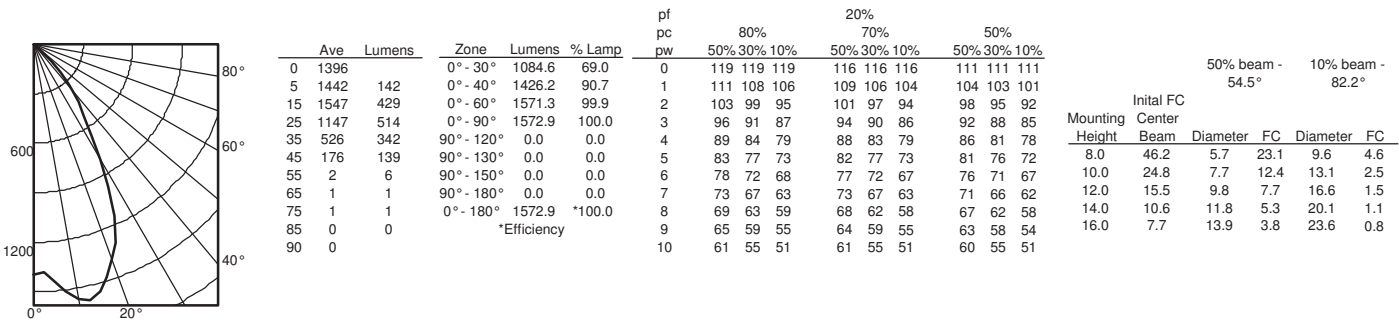 80°
60°
40°
600
1200
0° 20°
Ave Lumens
0 1396
5 1442 142
15 1547 429
25 1147 514
35 526 342
45 176 139
55 2 6
65 1 1
75 1 1
85 0 0
90 0
Zone Lumens % Lamp
0° - 30° 1084.6 69.0
0° - 40° 1426.2 90.7
0° - 60° 1571.3 99.9
0° - 90° 1572.9 100.0
90° - 120° 0.0 0.0
90° - 130° 0.0 0.0
90° - 150° 0.0 0.0
90° - 180° 0.0 0.0
0° - 180° 1572.9 *100.0
*Efficiency
pf 20%
pc 80% 70% 50%
pw 50% 30% 10% 50% 30% 10% 50% 30% 10%
0 119 119 119 116 116 116 111 111 111
1 111 108 106 109 106 104 104 103 101
2 103 99 95 101 97 94 98 95 92
3 96 91 87 94 90 86 92 88 85
4 89 84 79 88 83 79 86 81 78
5 83 77 73 82 77 73 81 76 72
6 78 72 68 77 72 67 76 71 67
7 73 67 63 73 67 63 71 66 62
8 69 63 59 68 62 58 67 62 58
9 65 59 55 64 59 55 63 58 54
10 61 55 51 61 55 51 60 55 51
50% beam - 10% beam -
54.5° 82.2°
Inital FC
Mounting Center
Height Beam Diameter FC Diameter FC
8.0 46.2 5.7 23.1 9.6 4.6
10.0 24.8 7.7 12.4 13.1 2.5
12.0 15.5 9.8 7.7 16.6 1.5
14.0 10.6 11.8 5.3 20.1 1.1
16.0 7.7 13.9 3.8 23.6 0.8